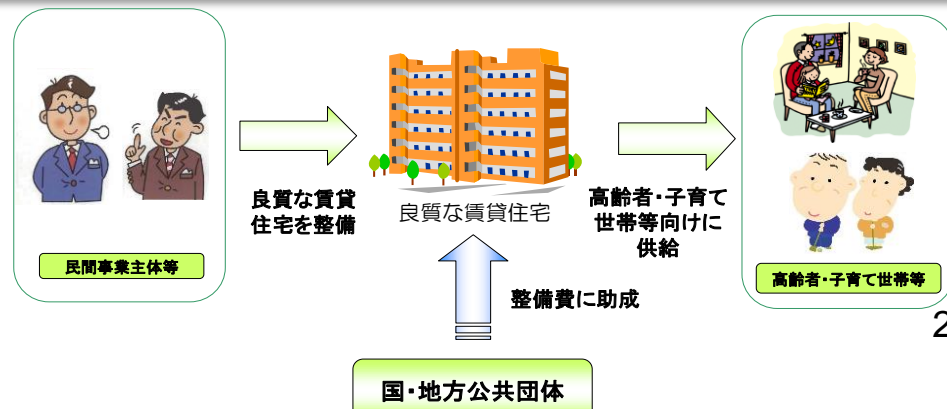 良質な賃貸
住宅を整備
良質な賃貸住宅
高齢者・子育て
世帯等向けに
供給
民間事業主体等
高齢者・子育て世帯等
整備費に助成
2
国・地方公共団体